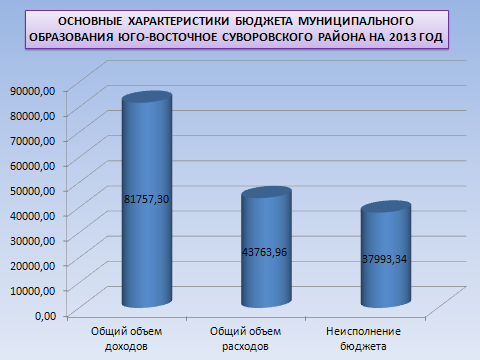 ОСНОВНЫЕ ХАРАКТЕРИСТИКИ БЮДЖЕТА МУНИЦИПАЛЬНОГО
ОБРАЗОВАНИЯ ЮГО-ВОСТОЧНОЕ СУВОРОВСКОГО РАЙОНА НА 2013 ГОД
90000,00
80000,00
70000,00
60000,00
50000,00
40000,00
30000,00
20000,00
10000,00
0,00
81757,30
43763,96
37993,34
Общий объем
доходов
Общий объем
расходов
Неисполнение
бюджета